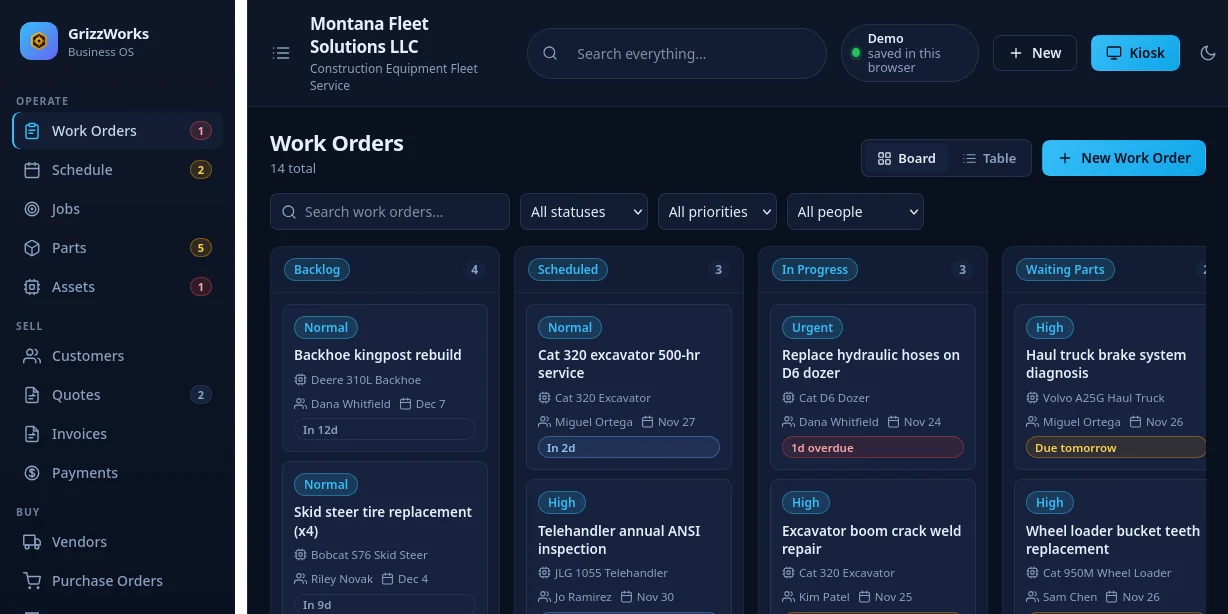 GrizzWorks
Business OS
OPERATE
Work Orders 1
Schedule 2
Jobs
Parts 5
Assets 1
SELL
Customers
Quotes 2
Invoices
Payments
BUY
Vendors
Purchase Orders
Montana Fleet
Solutions LLC
Construction Equipment Fleet
Service
Search everything...
Demo
saved in this
browser
New
Kiosk
Work Orders
14 total
Board
Table
New Work Order
Search work orders...
All statuses
All priorities
All people
Backlog 4
Normal
Backhoe kingpost rebuild
Deere 310L Backhoe
Dana Whitfield Dec 7
In 12d
Normal
Skid steer tire replacement
(x4)
Bobcat S76 Skid Steer
Riley Novak Dec 4
In 9d
Scheduled 3
Normal
Cat 320 excavator 500-hr
service
Cat 320 Excavator
Miguel Ortega Nov 27
In 2d
High
Telehandler annual ANSI
inspection
JLG 1055 Telehandler
Jo Ramirez Nov 30
In Progress 3
Urgent
Replace hydraulic hoses on
D6 dozer
Cat D6 Dozer
Dana Whitfield Nov 24
1d overdue
High
Excavator boom crack weld
repair
Cat 320 Excavator
Kim Patel Nov 25
Waiting Parts
High
Haul truck brake system
diagnosis
Volvo A25G Haul Truck
Miguel Ortega Nov 26
Due tomorrow
High
Wheel loader bucket teeth
replacement
Cat 950M Wheel Loader
Sam Chen Nov 26